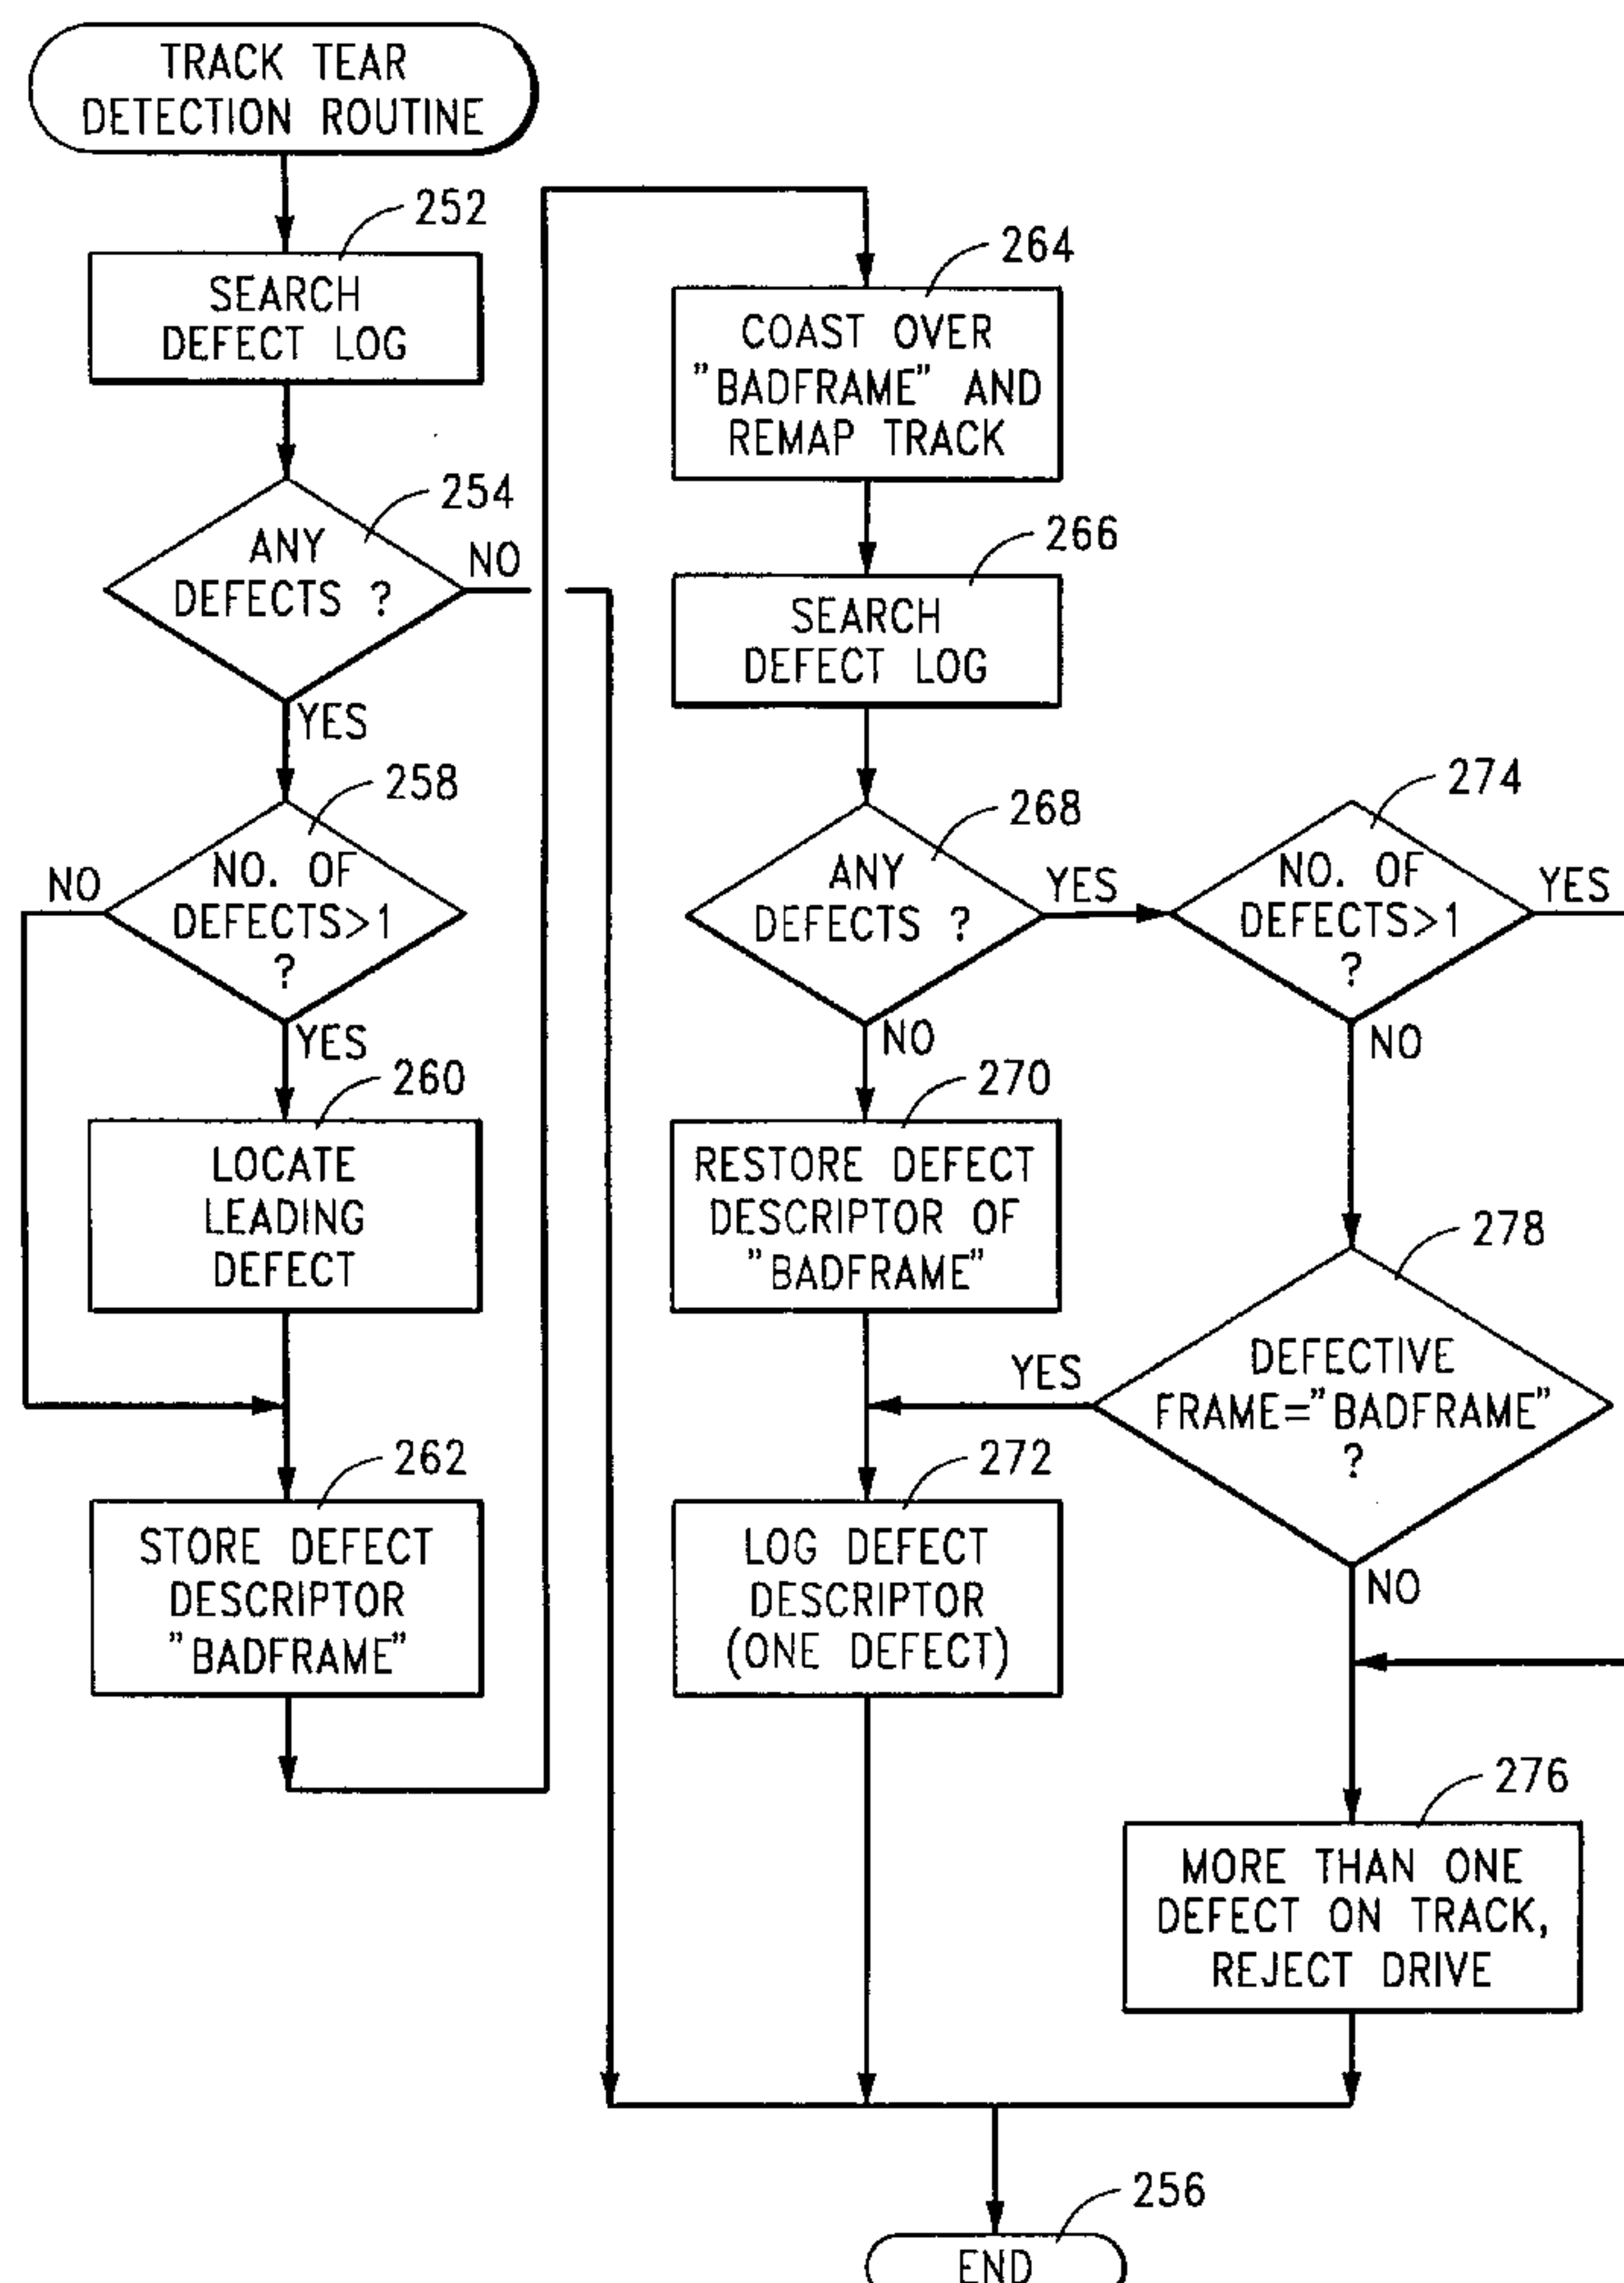 TRACK TEAR
DETECTION ROUTINE
252
SEARCH
DEFECT LOG
254
ANY
DEFECTS ?
NO
YES
258
NO. OF
DEFECTS>1
?
NO
YES
260
LOCATE
LEADING
DEFECT
262
STORE DEFECT
DESCRIPTOR
"BADFRAME"
264
COAST OVER
"BADFRAME" AND
REMAP TRACK
266
SEARCH
DEFECT LOG
268
ANY
DEFECTS ?
YES
NO
270
RESTORE DEFECT
DESCRIPTOR OF
"BADFRAME"
272
LOG DEFECT
DESCRIPTOR
(ONE DEFECT)
274
NO. OF
DEFECTS>1
?
YES
NO
278
DEFECTIVE
FRAME="BADFRAME"
?
YES
NO
276
MORE THAN ONE
DEFECT ON TRACK,
REJECT DRIVE
256
END